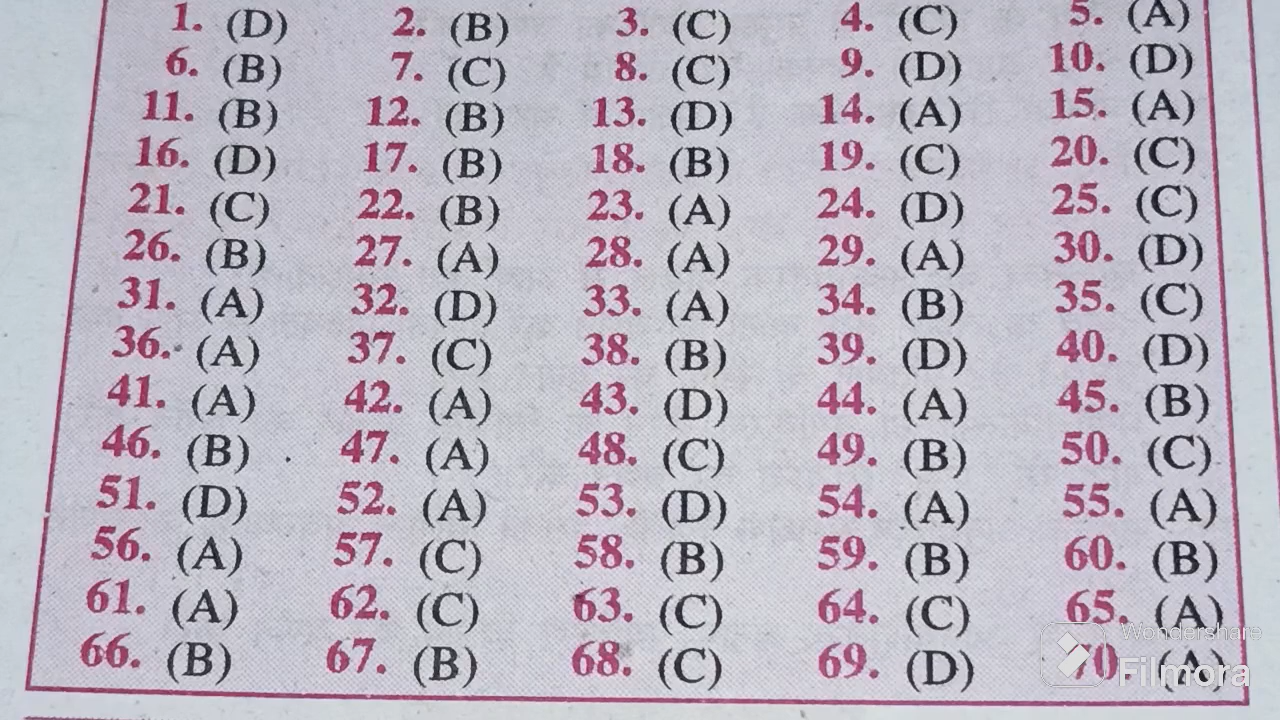 1. (D) 2. (B) 3. (C) 4. (C) 5. (A)
6. (B) 7. (C) 8. (C) 9. (D) 10. (D)
11. (B) 12. (B) 13. (D) 14. (A) 15. (A)
16. (D) 17. (B) 18. (B) 19. (C) 20. (C)
21. (C) 22. (B) 23. (A) 24. (D) 25. (C)
26. (B) 27. (A) 28. (A) 29. (A) 30. (D)
31. (A) 32. (D) 33. (A) 34. (B) 35. (C)
36. (A) 37. (C) 38. (B) 39. (D) 40. (D)
41. (A) 42. (A) 43. (D) 44. (A) 45. (B)
46. (B) 47. (A) 48. (C) 49. (B) 50. (C)
51. (D) 52. (A) 53. (D) 54. (A) 55. (A)
56. (A) 57. (C) 58. (B) 59. (B) 60. (B)
61. (A) 62. (C) 63. (C) 64. (C) 65. (A)
66. (B) 67. (B) 68. (C) 69. (D) 70 (A)
Wondershare
Filmora